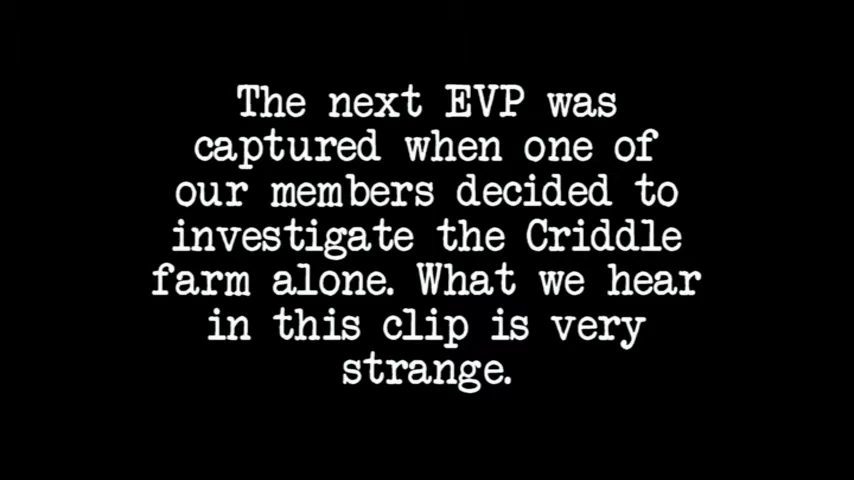 The next EVP was
captured when one of
our members decided to
investigate the Criddle
farm alone. What we hear
in this clip is very
strange.